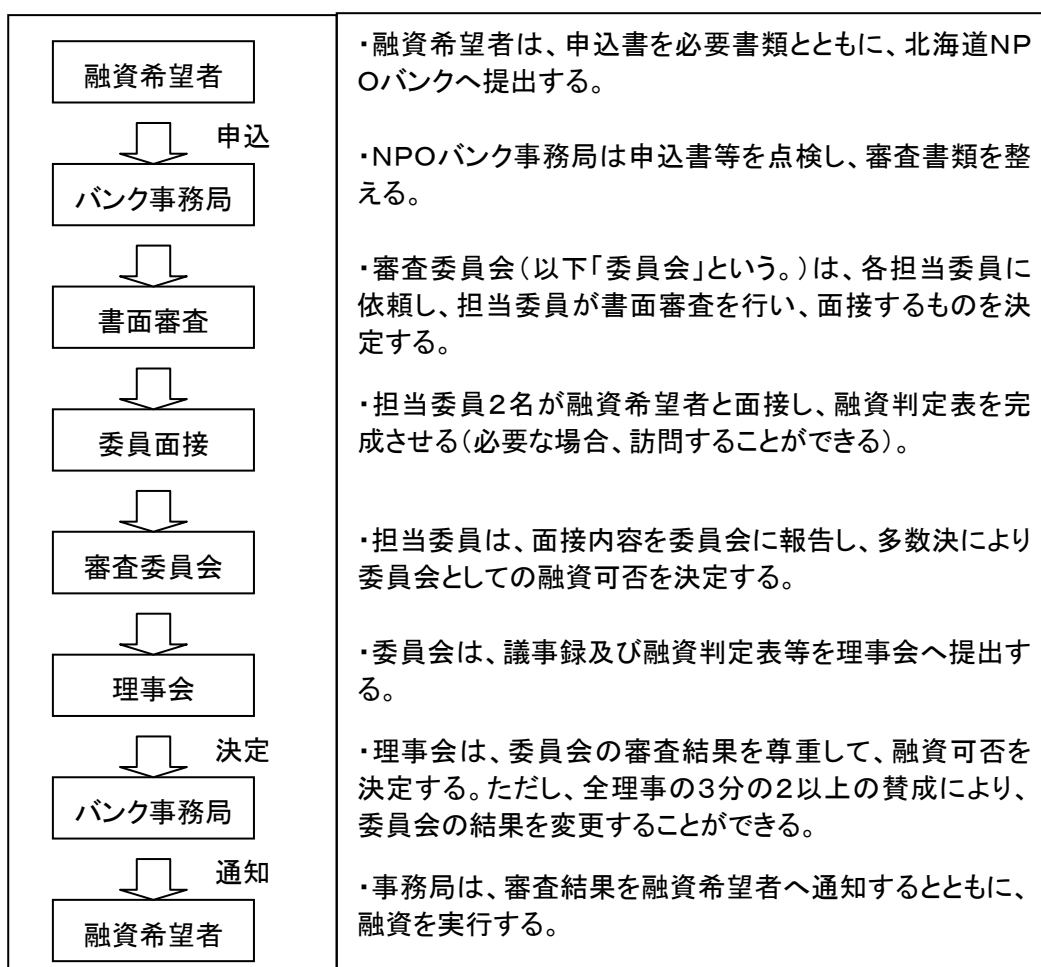 融資希望者
申込
バンク事務局
書面審査
委員面接
審査委員会
理事会
決定
バンク事務局
通知
融資希望者
・融資希望者は、申込書を必要書類とともに、北海道NP
Oバンクへ提出する。
・NPOバンク事務局は申込書等を点検し、審査書類を整
える。
・審査委員会(以下「委員会」という。)は、各担当委員に
依頼し、担当委員が書面審査を行い、面接するものを決
定する。
・担当委員2名が融資希望者と面接し、融資判定表を完
成させる(必要な場合、訪問することができる)。
・担当委員は、面接内容を委員会に報告し、多数決により
委員会としての融資可否を決定する。
・委員会は、議事録及び融資判定表等を理事会へ提出す
る。
・理事会は、委員会の審査結果を尊重して、融資可否を
決定する。ただし、全理事の3分の2以上の賛成により、
委員会の結果を変更することができる。
・事務局は、審査結果を融資希望者へ通知するとともに、
融資を実行する。